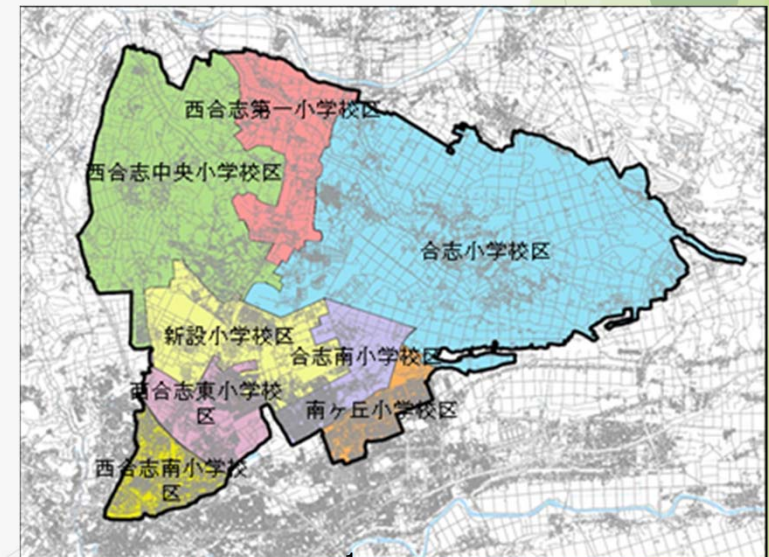 西合志第一小学校区
西合志中央小学校区
合志小学校区
新設小学校区
合志南小学校区
西合志東小学校
区
南ヶ丘小学校区
西合志南小学校
区